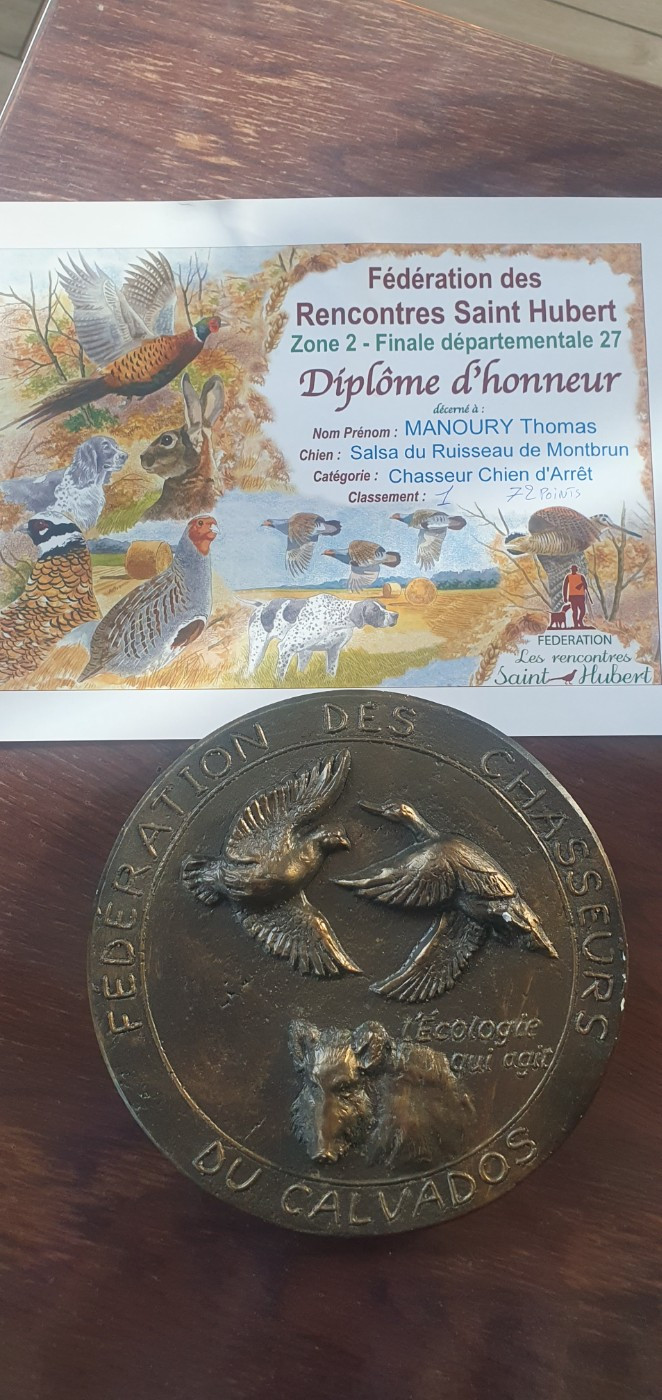 Fédération des
Rencontres Saint Hubert
Zone 2 - Finale départementale 27
Diplôme d'honneur
décerné à :
Nom Prénom : MANOURY Thomas
Chien : Salsa du Ruisseau de Montbrun
Catégorie : Chasseur Chien d'Arrêt
Classement : 1 72 POINTS
FEDERATION
Les rencontres
Saint Hubert
FÉDÉRATION DES CHASSEURS
l'Écologie
qui agit
DU CALVADOS